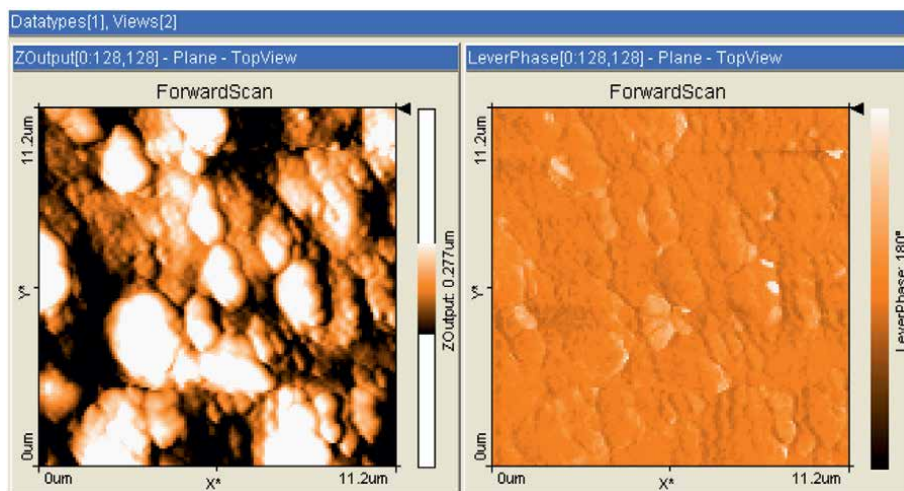 Datatypes[1], Views[2]
ZOutput[0:128,128] - Plane - TopView
ForwardScan
11.2um
Y*
0um
0um
X*
11.2um
ZOutput: 0.277um
LeverPhase[0:128,128] - Plane - TopView
ForwardScan
11.2um
Y*
0um
0um
X*
11.2um
LeverPhase: 180°